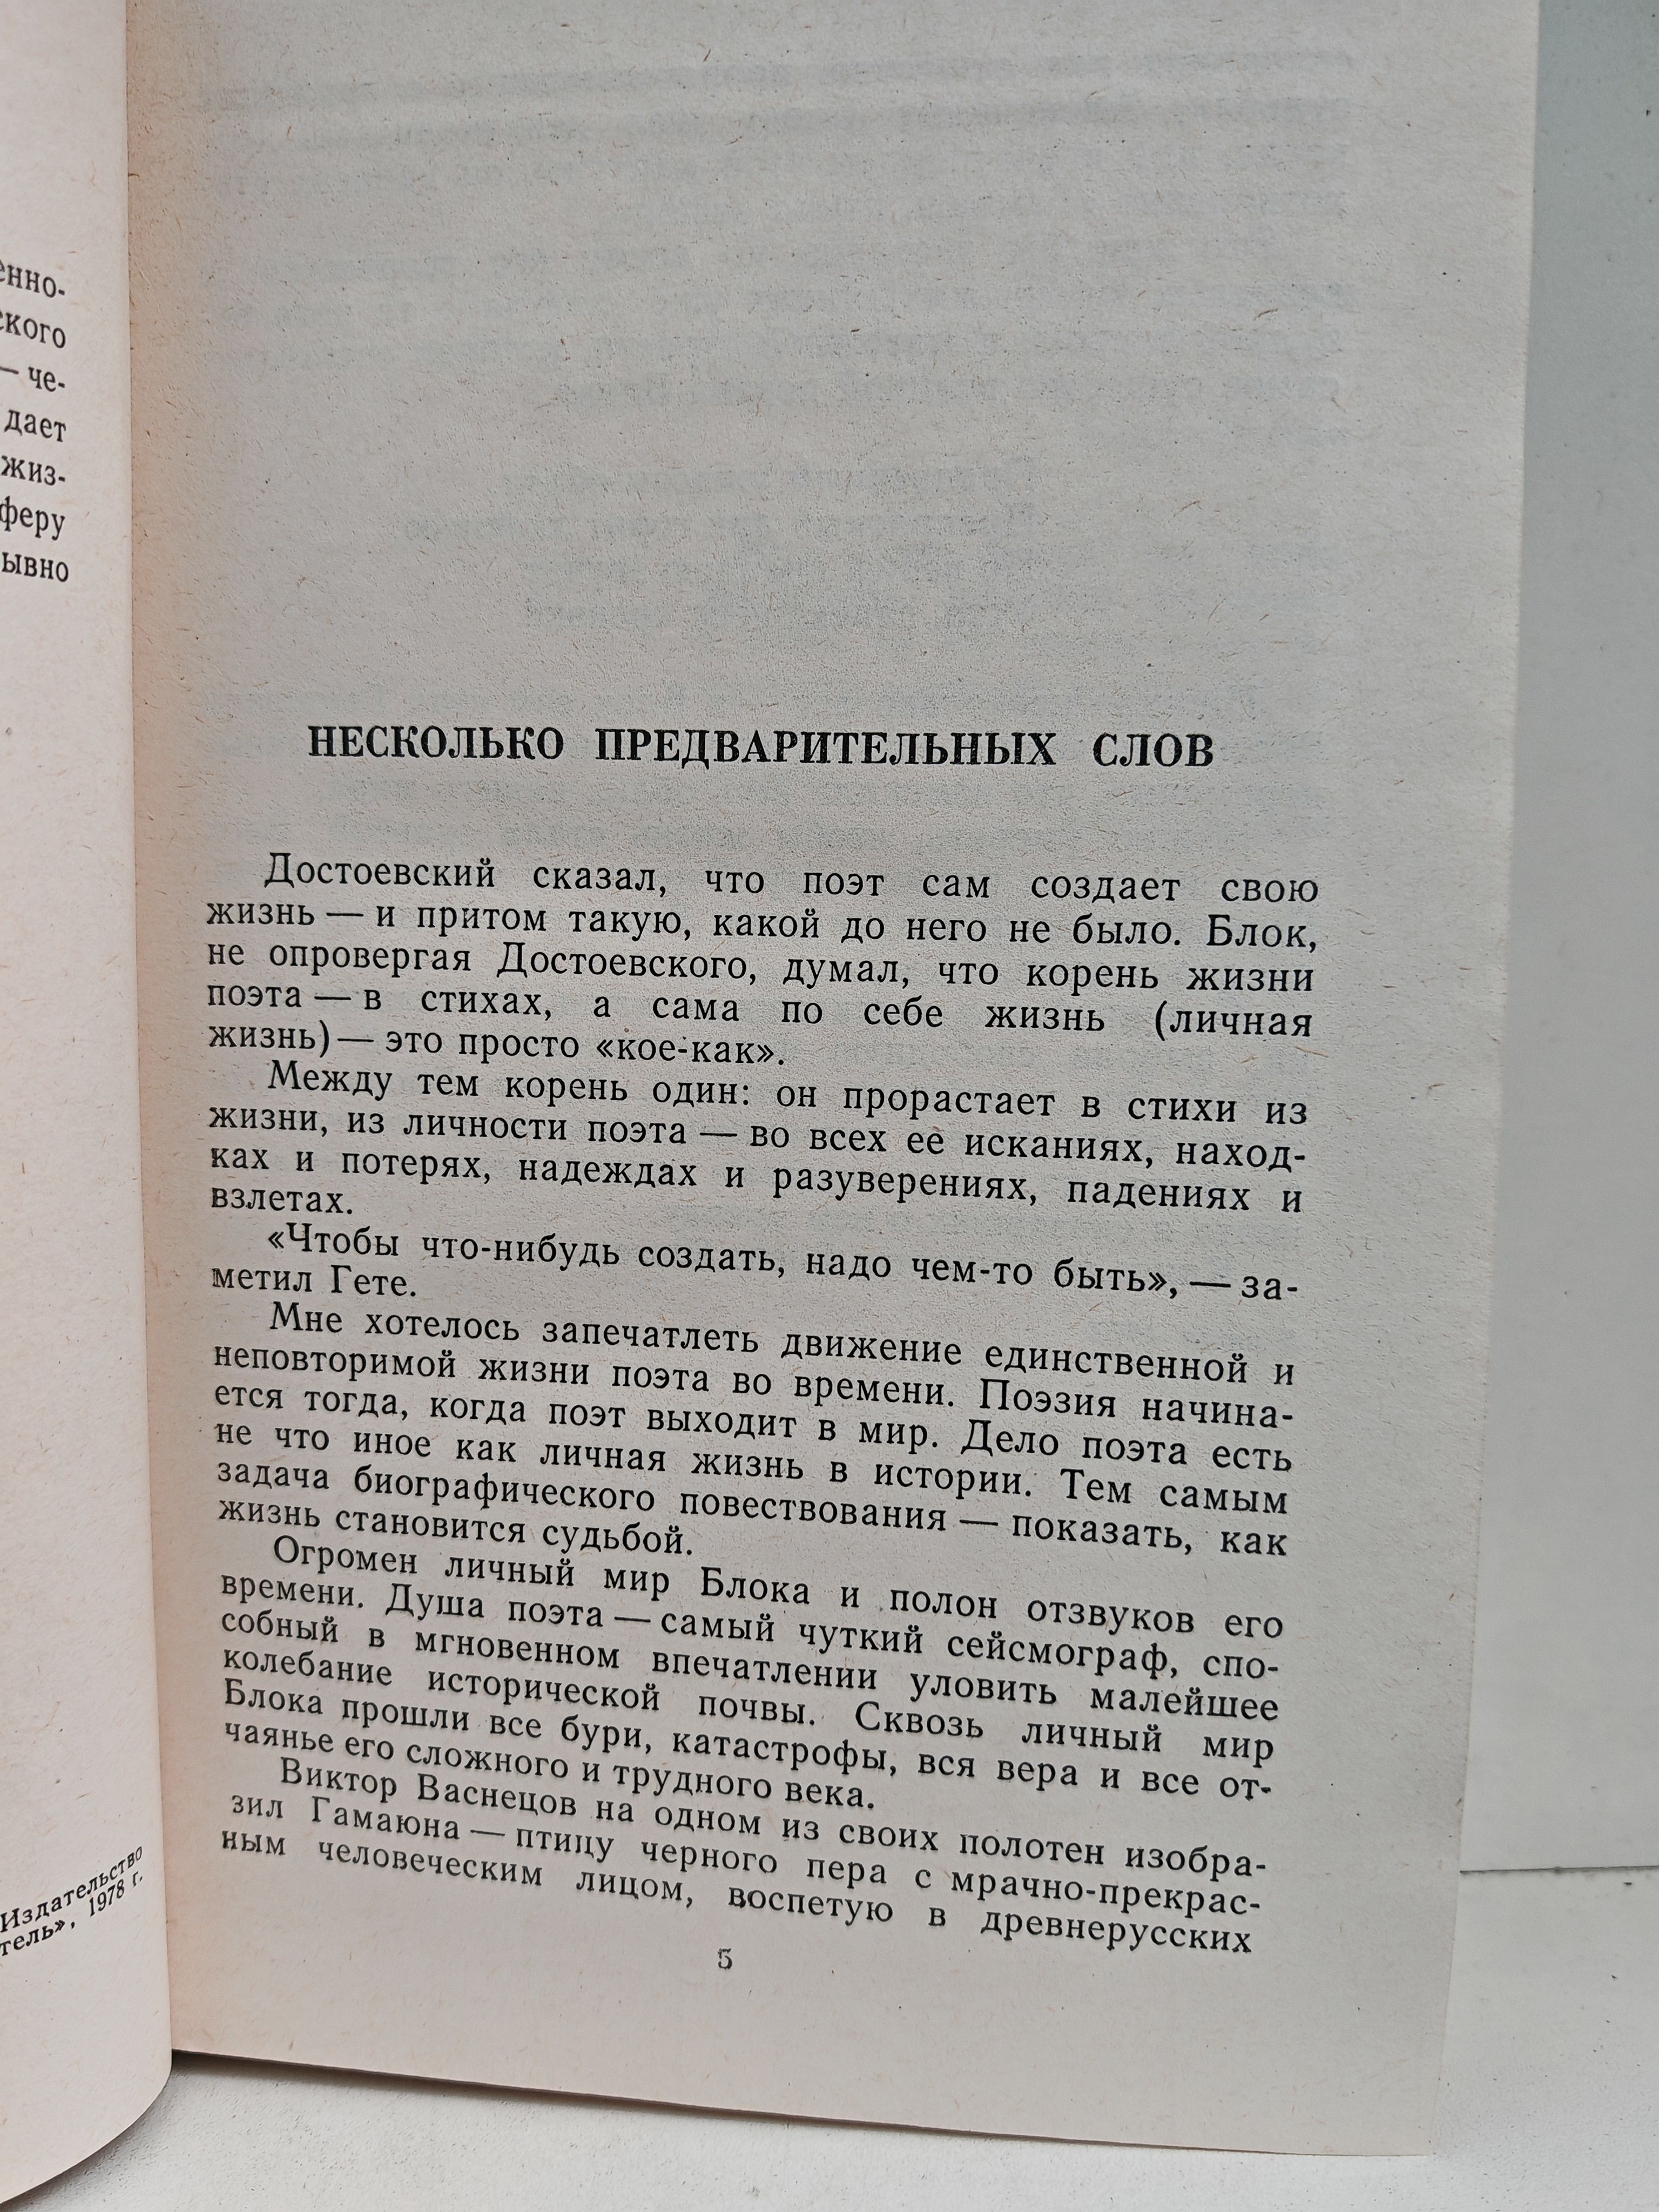 енно-
ского
— че-
дает
жиз-
феру
ывно
Издательство
тель», 1978 г.
НЕСКОЛЬКО ПРЕДВАРИТЕЛЬНЫХ СЛОВ
Достоевский сказал, что поэт сам создает свою
жизнь — и притом такую, какой до него не было. Блок,
не опровергая Достоевского, думал, что корень жизни
поэта — в стихах, а сама по себе жизнь (личная
жизнь) — это просто «кое-как».
Между тем корень один: он прорастает в стихи из
жизни, из личности поэта — во всех ее исканиях, наход-
ках и потерях, надеждах и разуверениях, падениях и
взлетах.
«Чтобы что-нибудь создать, надо чем-то быть», — за-
метил Гете.
Мне хотелось запечатлеть движение единственной и
неповторимой жизни поэта во времени. Поэзия начина-
ется тогда, когда поэт выходит в мир. Дело поэта есть
не что иное как личная жизнь в истории. Тем самым
задача биографического повествования — показать, как
жизнь становится судьбой.
Огромен личный мир Блока и полон отзвуков его
времени. Душа поэта — самый чуткий сейсмограф, спо-
собный в мгновенном впечатлении уловить малейшее
колебание исторической почвы. Сквозь личный мир
Блока прошли все бури, катастрофы, вся вера и все от-
чаянье его сложного и трудного века.
Виктор Васнецов на одном из своих полотен изобра-
зил Гамаюна — птицу черного пера с мрачно-прекрас-
ным человеческим лицом, воспетую в древнерусских
5